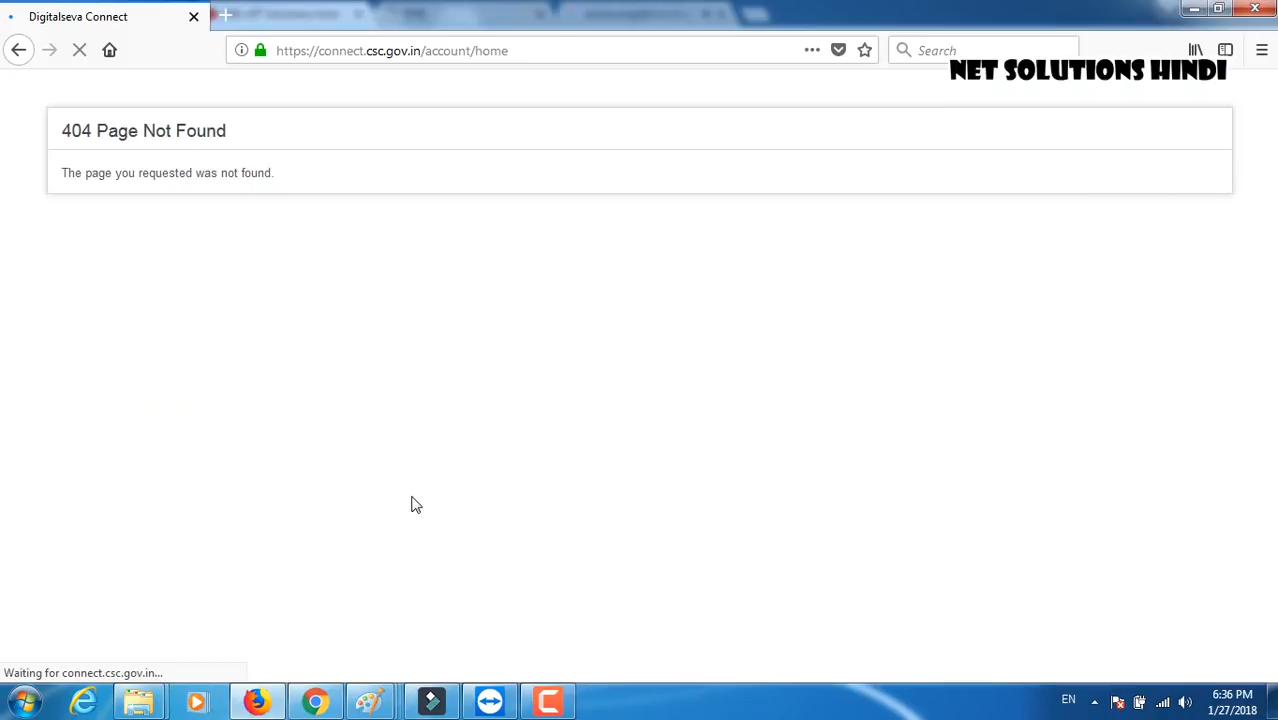 Digitalseva Connect
https://connect.csc.gov.in/account/home
Search
NET SOLUTIONS HINDI
404 Page Not Found
The page you requested was not found.
Waiting for connect.csc.gov.in...
EN
6:36 PM
1/27/2018